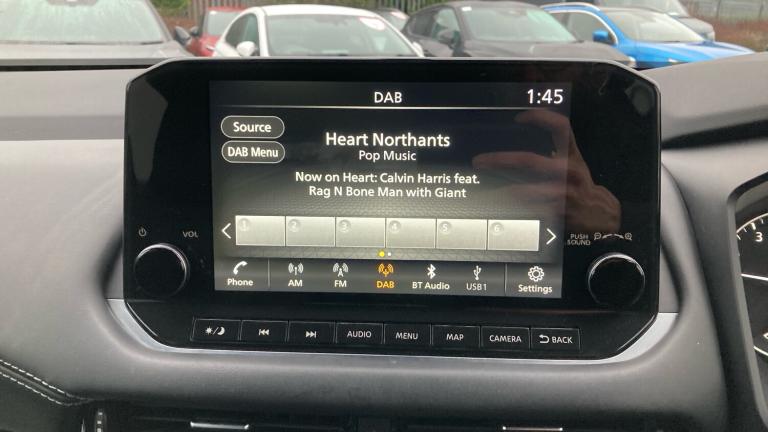 DAB
1:45
Source
DAB Menu
Heart Northants
Pop Music
Now on Heart: Calvin Harris feat.
Rag N Bone Man with Giant
1 2 3 4 5 6
Phone AM FM DAB BT Audio USB1 Settings
VOL
PUSH
SOUND
AUDIO MENU MAP CAMERA BACK
3